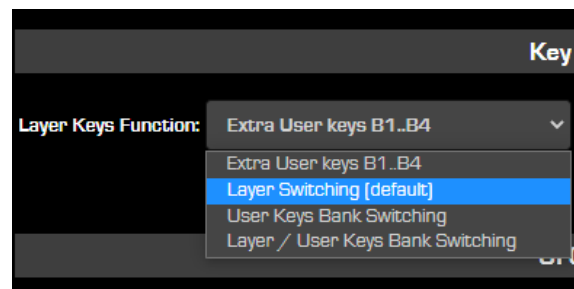 Key
Layer Keys Function: Extra User keys B1..B4
Extra User keys B1..B4
Layer Switching (default)
User Keys Bank Switching
Layer / User Keys Bank Switching